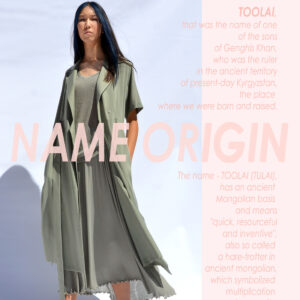 TOOLAI.
that was the name of one
of the sons
of Genghis Khan,
who was the ruler
in the ancient territory
of present-day Kyrgyzstan,
the place
where we were born and raised.
NAME ORIGIN
The name - TOOLAI (TULAI),
has an ancient
Mongolian basis
and means
"quick, resourceful
and inventive",
also so called
a hare-trotter in
ancient mongolian,
which symbolized
multiplication